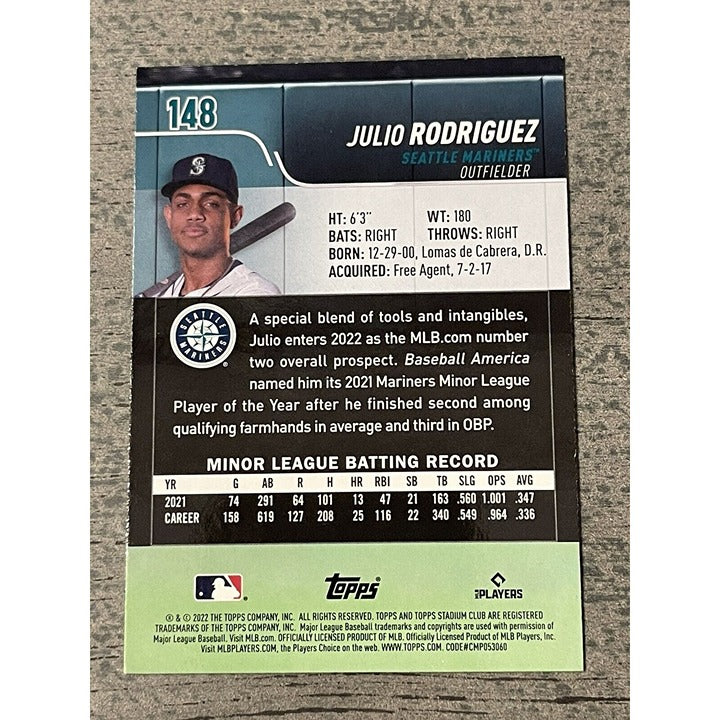 148
JULIO RODRIGUEZ
SEATTLE MARINERS™
OUTFIELDER
S
HT: 6'3" WT: 180
BATS: RIGHT THROWS: RIGHT
BORN: 12-29-00, Lomas de Cabrera, D.R.
ACQUIRED: Free Agent, 7-2-17
SEATTLE
MARINERS
®
A special blend of tools and intangibles,
Julio enters 2022 as the MLB.com number
two overall prospect. Baseball America
named him its 2021 Mariners Minor League
Player of the Year after he finished second among
qualifying farmhands in average and third in OBP.
MINOR LEAGUE BATTING RECORD
YR G AB R H HR RBI SB TB SLG OPS AVG
2021 74 291 64 101 13 47 21 163 .560 1.001 .347
CAREER 158 619 127 208 25 116 22 340 .549 .964 .336
Topps
MLB PLAYERS
® & © 2022 THE TOPPS COMPANY, INC. ALL RIGHTS RESERVED. TOPPS AND TOPPS STADIUM CLUB ARE REGISTERED
TRADEMARKS OF THE TOPPS COMPANY, INC. Major League Baseball trademarks and copyrights are used with permission of
Major League Baseball. Visit MLB.com. OFFICIALLY LICENSED PRODUCT OF MLB. Officially Licensed Product of MLB Players, Inc.
Visit MLBPLAYERS.com, the Players Choice on the web. WWW.TOPPS.COM. CODE#CMP053060